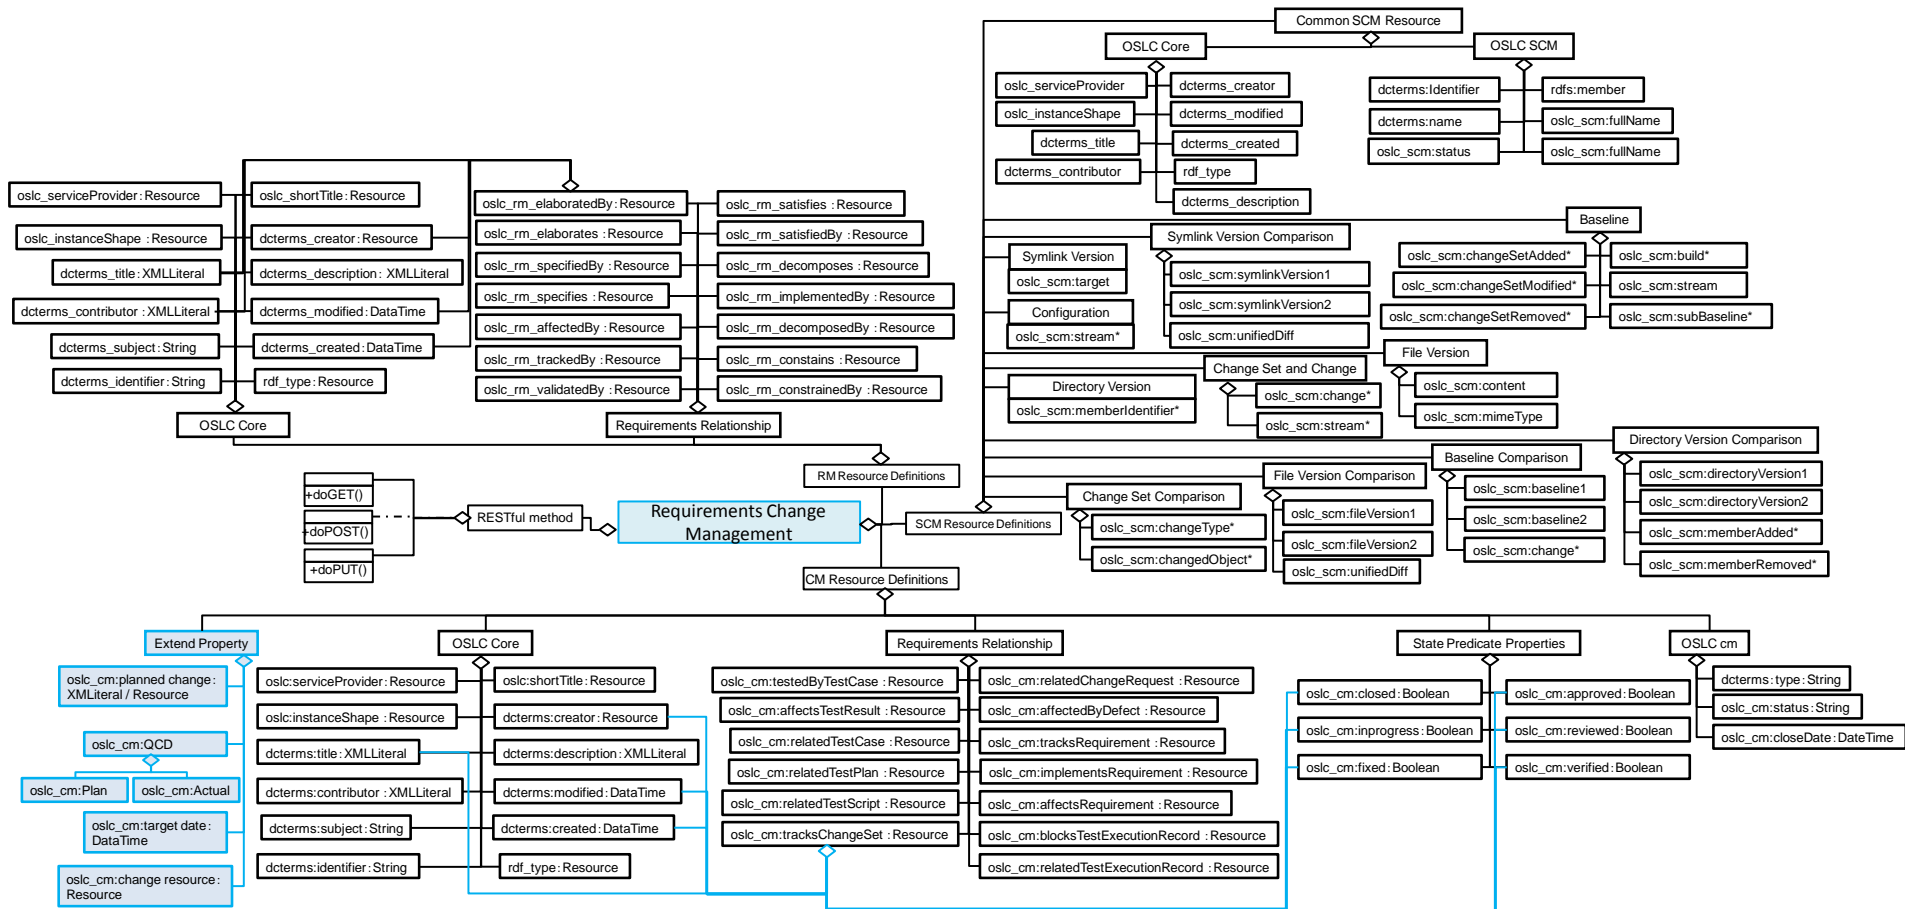 Common SCM Resource
OSLC Core
OSLC SCM
oslc_serviceProvider
dcterms_creator
oslc_instanceShape
dcterms_modified
dcterms_title
dcterms_created
dcterms_contributor
rdf_type
dcterms_description
dcterms:Identifier
rdfs:member
dcterms:name
oslc_scm:fullName
oslc_scm:status
oslc_scm:fullName
oslc_serviceProvider:Resource
oslc_shortTitle:Resource
oslc_instanceShape :Resource
dcterms_creator:Resource
dcterms_title:XMLLiteral
dcterms_description:XMLLiteral
dcterms_contributor:XMLLiteral
dcterms_modified:DataTime
dcterms_subject:String
dcterms_created:DataTime
dcterms_identifier:String
rdf_type:Resource
OSLC Core
oslc_rm_elaboratedBy:Resource
oslc_rm_satisfies :Resource
oslc_rm_elaborates :Resource
oslc_rm_satisfiedBy :Resource
oslc_rm_specifiedBy :Resource
oslc_rm_decomposes :Resource
oslc_rm_specifies :Resource
oslc_rm_implementedBy :Resource
oslc_rm_affectedBy :Resource
oslc_rm_decomposedBy :Resource
oslc_rm_trackedBy :Resource
oslc_rm_constains :Resource
oslc_rm_validatedBy :Resource
oslc_rm_constrainedBy :Resource
Requirements Relationship
Baseline
oslc_scm:changeSetAdded*
oslc_scm:build*
oslc_scm:changeSetModified*
oslc_scm:stream
oslc_scm:changeSetRemoved*
oslc_scm:subBaseline*
Symlink Version Comparison
oslc_scm:symlinkVersion1
oslc_scm:symlinkVersion2
oslc_scm:unifiedDiff
Symlink Version
oslc_scm:target
Configuration
oslc_scm:stream*
File Version
oslc_scm:content
oslc_scm:mimeType
Change Set and Change
oslc_scm:change*
oslc_scm:stream*
Directory Version
oslc_scm:memberIdentifier*
Directory Version Comparison
oslc_scm:directoryVersion1
oslc_scm:directoryVersion2
oslc_scm:memberAdded*
oslc_scm:memberRemoved*
Baseline Comparison
oslc_scm:baseline1
oslc_scm:baseline2
oslc_scm:change*
File Version Comparison
oslc_scm:fileVersion1
oslc_scm:fileVersion2
oslc_scm:unifiedDiff
Change Set Comparison
oslc_scm:changeType*
oslc_scm:changedObject*
RM Resource Definitions
+doGET()
+doPOST()
+doPUT()
RESTful method
Requirements Change
Management
SCM Resource Definitions
CM Resource Definitions
Extend Property
oslc_cm:planned change:
XMLiteral / Resource
oslc_cm:QCD
oslc_cm:Plan
oslc_cm:Actual
oslc_cm:target date:
DataTime
oslc_cm:change resource:
Resource
OSLC Core
oslc:serviceProvider:Resource
oslc:shortTitle:Resource
oslc:instanceShape :Resource
dcterms:creator:Resource
dcterms:title:XMLLiteral
dcterms:description:XMLLiteral
dcterms:contributor:XMLLiteral
dcterms:modified:DataTime
dcterms:subject:String
dcterms:created:DataTime
dcterms:identifier:String
rdf_type:Resource
Requirements Relationship
oslc_cm:testedByTestCase:Resource
oslc_cm:relatedChangeRequest:Resource
oslc_cm:affectsTestResult :Resource
oslc_cm:affectedByDefect :Resource
oslc_cm:relatedTestCase :Resource
oslc_cm:tracksRequirement :Resource
oslc_cm:relatedTestPlan :Resource
oslc_cm:implementsRequirement :Resource
oslc_cm:relatedTestScript :Resource
oslc_cm:affectsRequirement :Resource
oslc_cm:tracksChangeSet :Resource
oslc_cm:blocksTestExecutionRecord :Resource
oslc_cm:relatedTestExecutionRecord :Resource
State Predicate Properties
oslc_cm:closed:Boolean
oslc_cm:approved:Boolean
oslc_cm:inprogress:Boolean
oslc_cm:reviewed:Boolean
oslc_cm:fixed:Boolean
oslc_cm:verified:Boolean
OSLC cm
dcterms:type:String
oslc_cm:status:String
oslc_cm:closeDate:DateTime